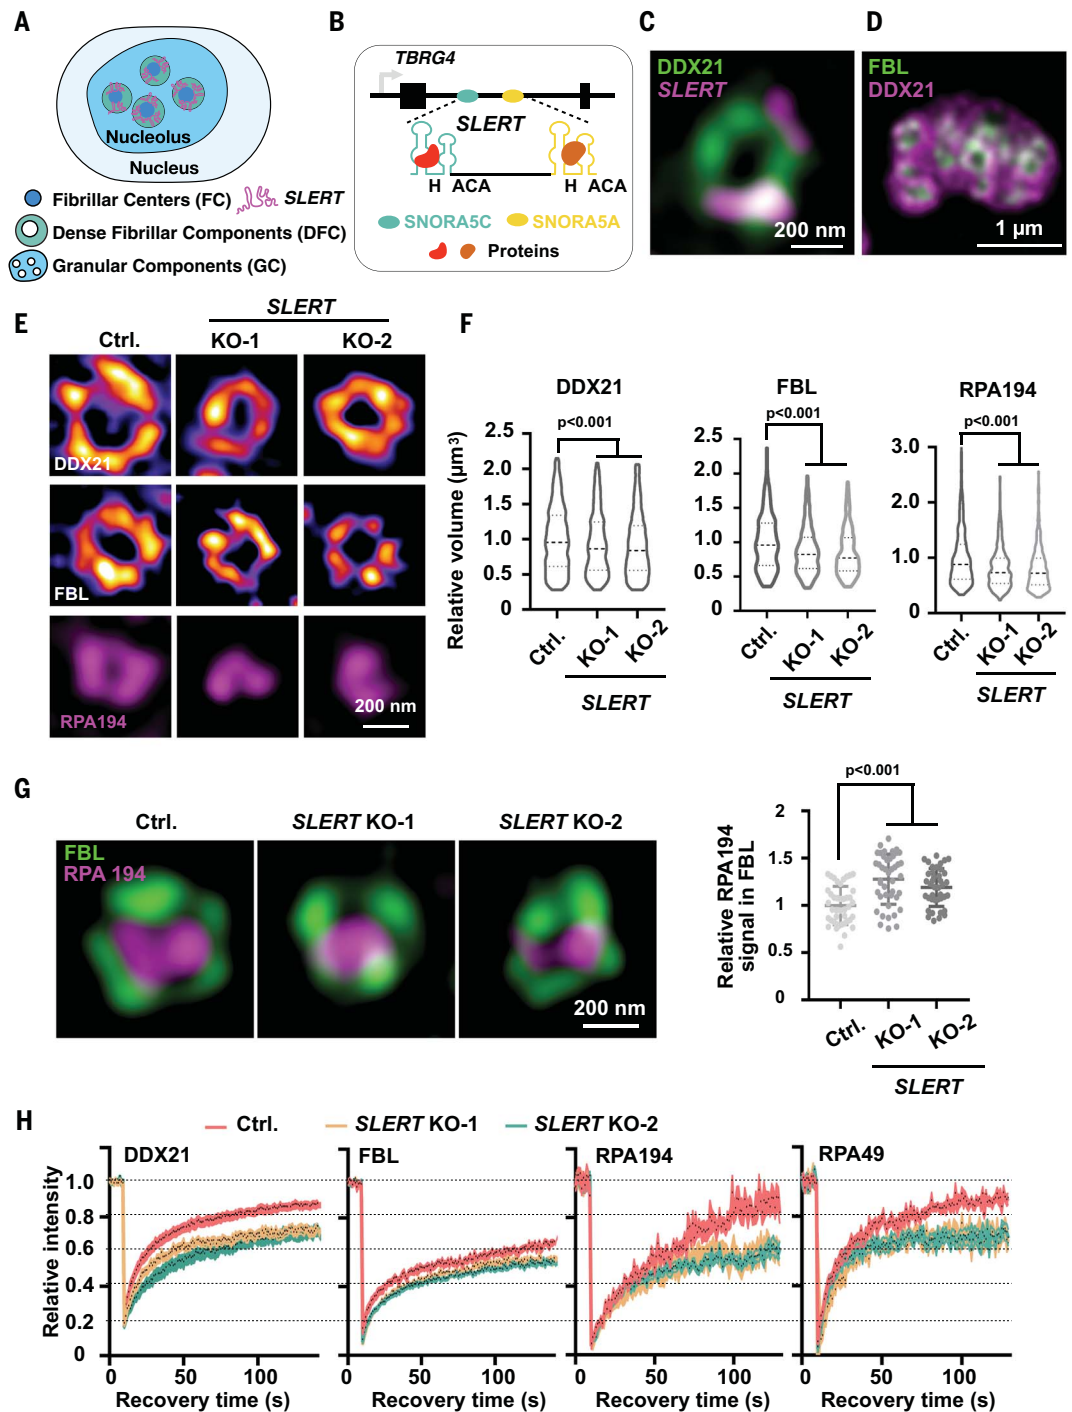 A
Nucleolus
Nucleus
Fibrillar Centers (FC) SLERT
Dense Fibrillar Components (DFC)
Granular Components (GC)
B
TBRG4
SLERT
H ACA H ACA
SNORA5C SNORA5A
Proteins
C
DDX21
SLERT
200 nm
D
FBL
DDX21
1 µm
E
SLERT
Ctrl. KO-1 KO-2
DDX21
FBL
RPA194
200 nm
F
DDX21 FBL RPA194
p<0.001 p<0.001 p<0.001
Relative volume (µm³)
2.5
2.0
1.5
1.0
0.5
0
Ctrl. KO-1 KO-2
SLERT
2.5
2.0
1.5
1.0
0.5
0
Ctrl. KO-1 KO-2
SLERT
3.0
2.0
1.0
0
Ctrl. KO-1 KO-2
SLERT
G
Ctrl. SLERT KO-1 SLERT KO-2
FBL
RPA 194
200 nm
p<0.001
Relative RPA194
signal in FBL
2
1.5
1
0.5
0
Ctrl. KO-1 KO-2
SLERT
H
Ctrl. SLERT KO-1 SLERT KO-2
DDX21 FBL RPA194 RPA49
Relative intensity
1.0
0.8
0.6
0.4
0.2
0
0 50 100 0 50 100 0 50 100 0 50 100
Recovery time (s) Recovery time (s) Recovery time (s) Recovery time (s)